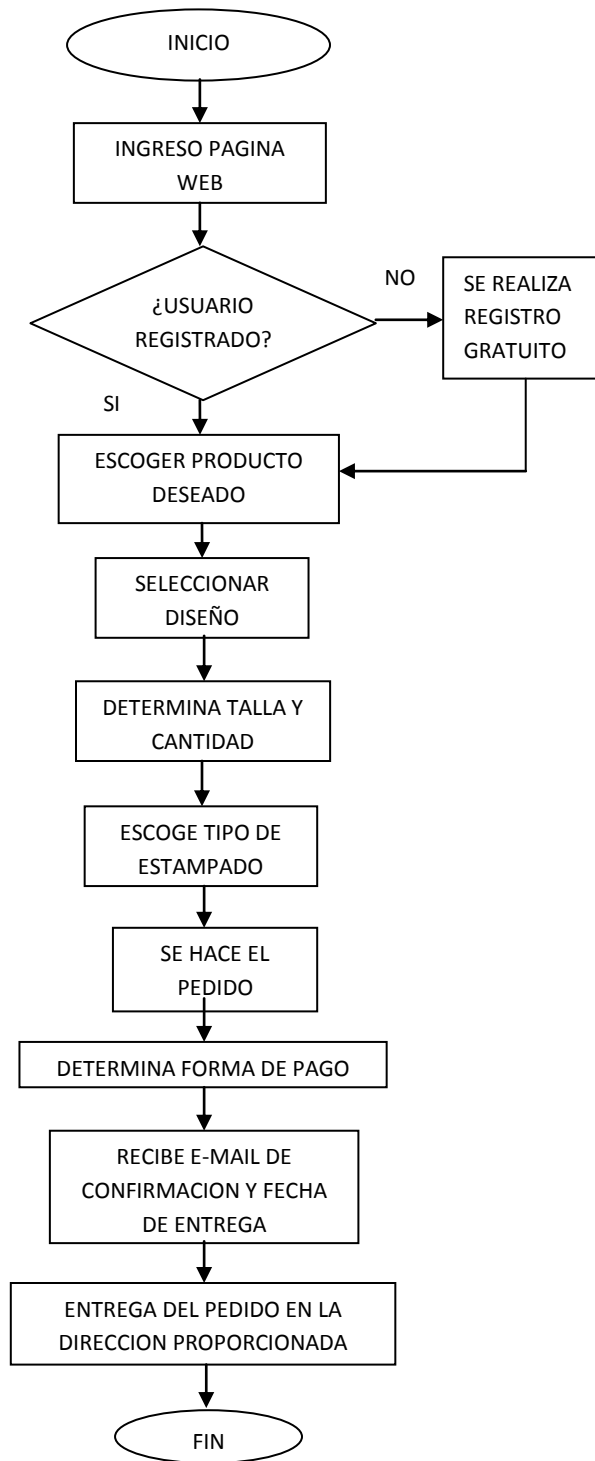 INICIO
INGRESO PAGINA
WEB
¿USUARIO
REGISTRADO?
NO
SE REALIZA
REGISTRO
GRATUITO
SI
ESCOGER PRODUCTO
DESEADO
SELECCIONAR
DISEÑO
DETERMINA TALLA Y
CANTIDAD
ESCOGE TIPO DE
ESTAMPADO
SE HACE EL
PEDIDO
DETERMINA FORMA DE PAGO
RECIBE E-MAIL DE
CONFIRMACION Y FECHA
DE ENTREGA
ENTREGA DEL PEDIDO EN LA
DIRECCION PROPORCIONADA
FIN